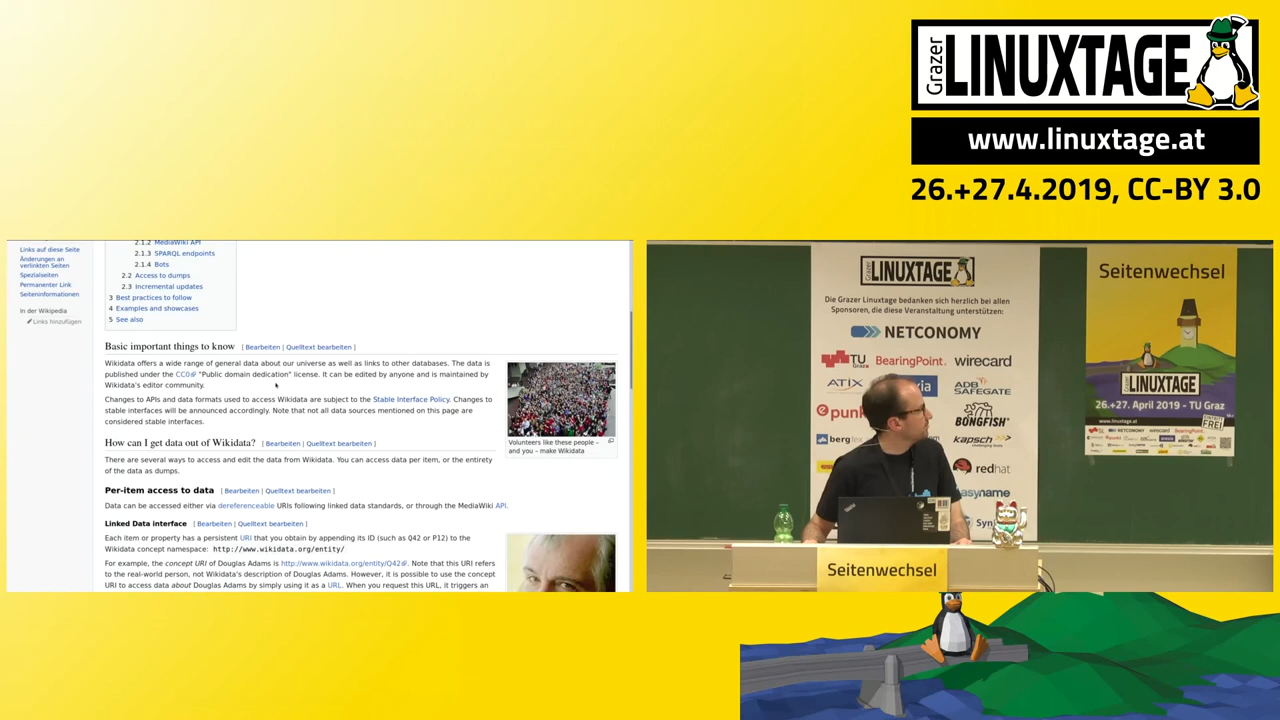 Grazer LINUXTAGE
www.linuxtage.at
26.+27.4.2019, CC-BY 3.0
Links auf diese Seite
Änderungen an
verlinkten Seiten
Spezialseiten
Permanenter Link
Seiteninformationen
In der Wikipedia
Links hinzufügen
2.1.2 MediaWiki API
2.1.3 SPARQL endpoints
2.1.4 Bots
2.2 Access to dumps
2.3 Incremental updates
3 Best practices to follow
4 Examples and showcases
5 See also
Basic important things to know [ Bearbeiten | Quelltext bearbeiten ]
Wikidata offers a wide range of general data about our universe as well as links to other databases. The data is
published under the CC0 "Public domain dedication" license. It can be edited by anyone and is maintained by
Wikidata's editor community.
Changes to APIs and data formats used to access Wikidata are subject to the Stable Interface Policy. Changes to
stable interfaces will be announced accordingly. Note that not all data sources mentioned on this page are
considered stable interfaces.
Volunteers like these people –
and you – make Wikidata
How can I get data out of Wikidata? [ Bearbeiten | Quelltext bearbeiten ]
There are several ways to access and edit the data from Wikidata. You can access data per item, or the entirety
of the data as dumps.
Per-item access to data [ Bearbeiten | Quelltext bearbeiten ]
Data can be accessed either via dereferenceable URIs following linked data standards, or through the MediaWiki API.
Linked Data interface [ Bearbeiten | Quelltext bearbeiten ]
Each item or property has a persistent URI that you obtain by appending its ID (such as Q42 or P12) to the
Wikidata concept namespace: http://www.wikidata.org/entity/
For example, the concept URI of Douglas Adams is http://www.wikidata.org/entity/Q42. Note that this URI refers
to the real-world person, not Wikidata's description of Douglas Adams. However, it is possible to use the concept
URI to access data about Douglas Adams by simply using it as a URL. When you request this URL, it triggers an
Grazer LINUXTAGE
Die Grazer Linuxtage bedanken sich herzlich bei allen
Sponsoren, die diese Veranstaltung unterstützen:
NETCONOMY
TU Graz BearingPoint. wirecard
ATIX
ADB SAFEGATE
BONGFISH
kapsch
redhat
Seitenwechsel
LINUXTAGE
26.+27. April 2019 - TU Graz
EINTRITT FREI
Seitenwechsel